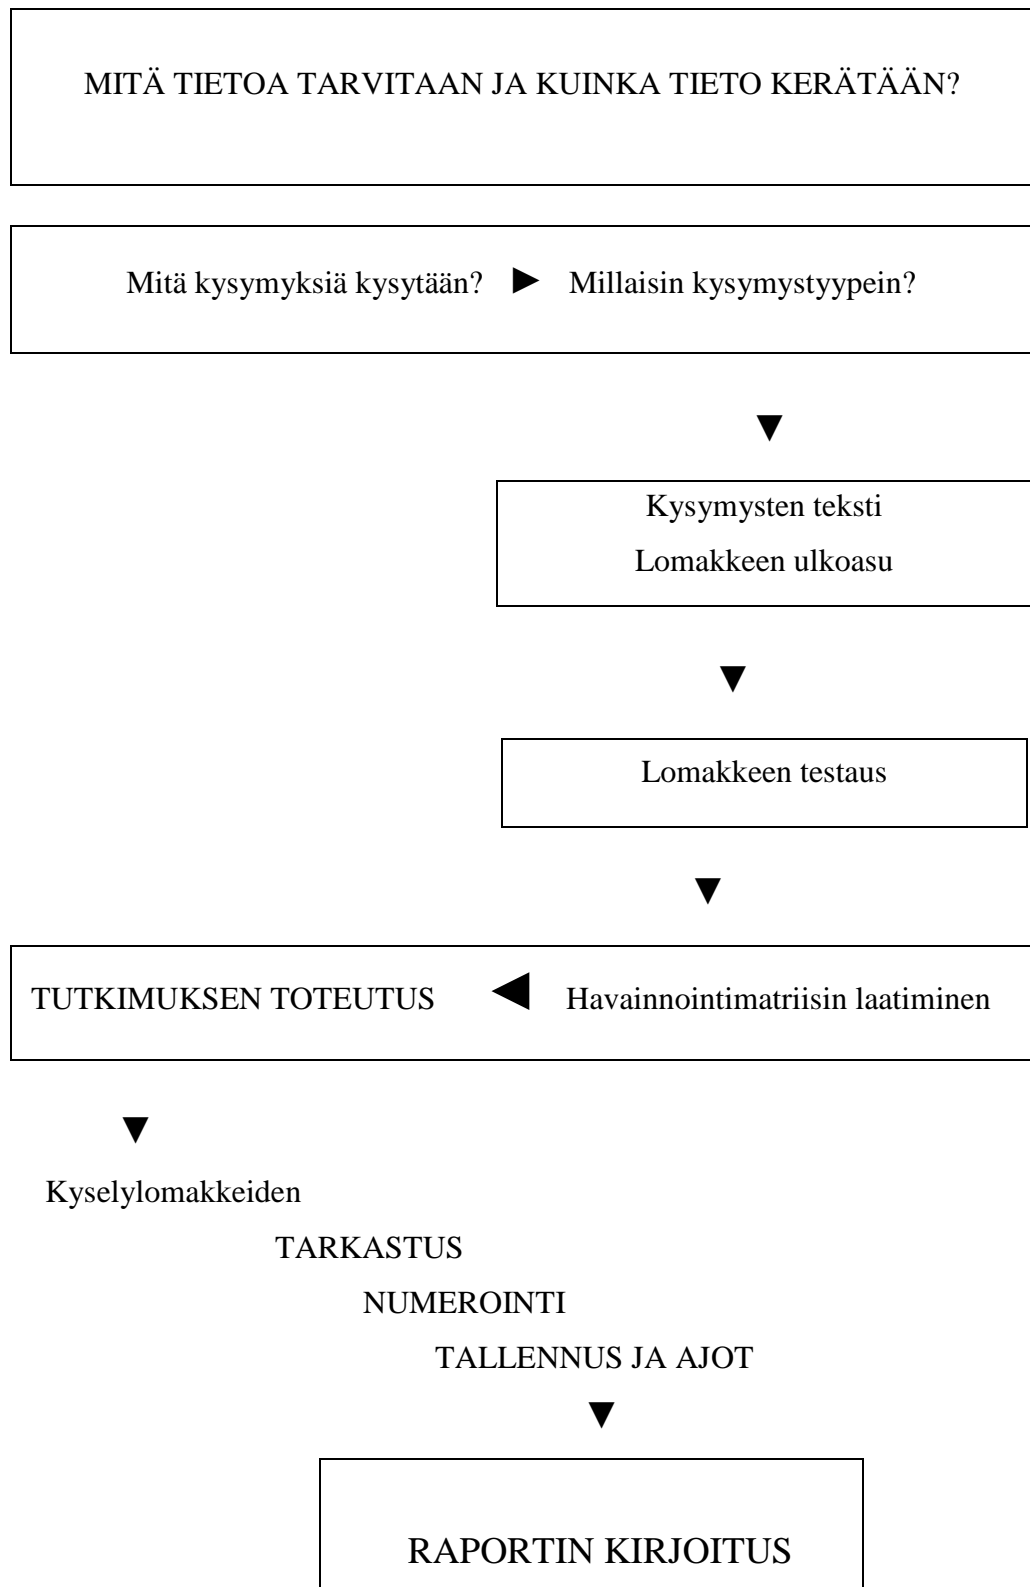 MITÄ TIETOA TARVITAAN JA KUINKA TIETO KERÄTÄÄN?
Mitä kysymyksiä kysytään? ► Millaisin kysymystyypein?
▼
Kysymysten teksti
Lomakkeen ulkoasu
▼
Lomakkeen testaus
▼
TUTKIMUKSEN TOTEUTUS ◄ Havainnointimatriisin laatiminen
▼
Kyselylomakkeiden
TARKASTUS
NUMEROINTI
TALLENNUS JA AJOT
▼
RAPORTIN KIRJOITUS